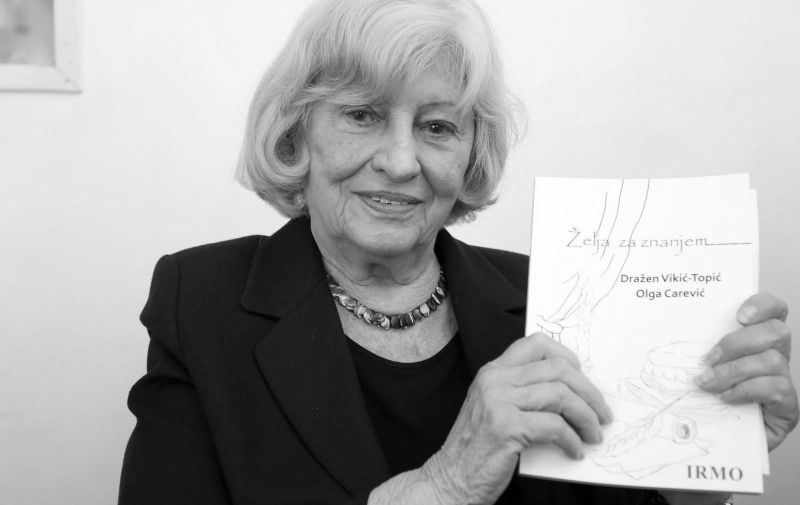 Želja za znanjem
Dražen Vikić-Topić
Olga Carević
IRMO